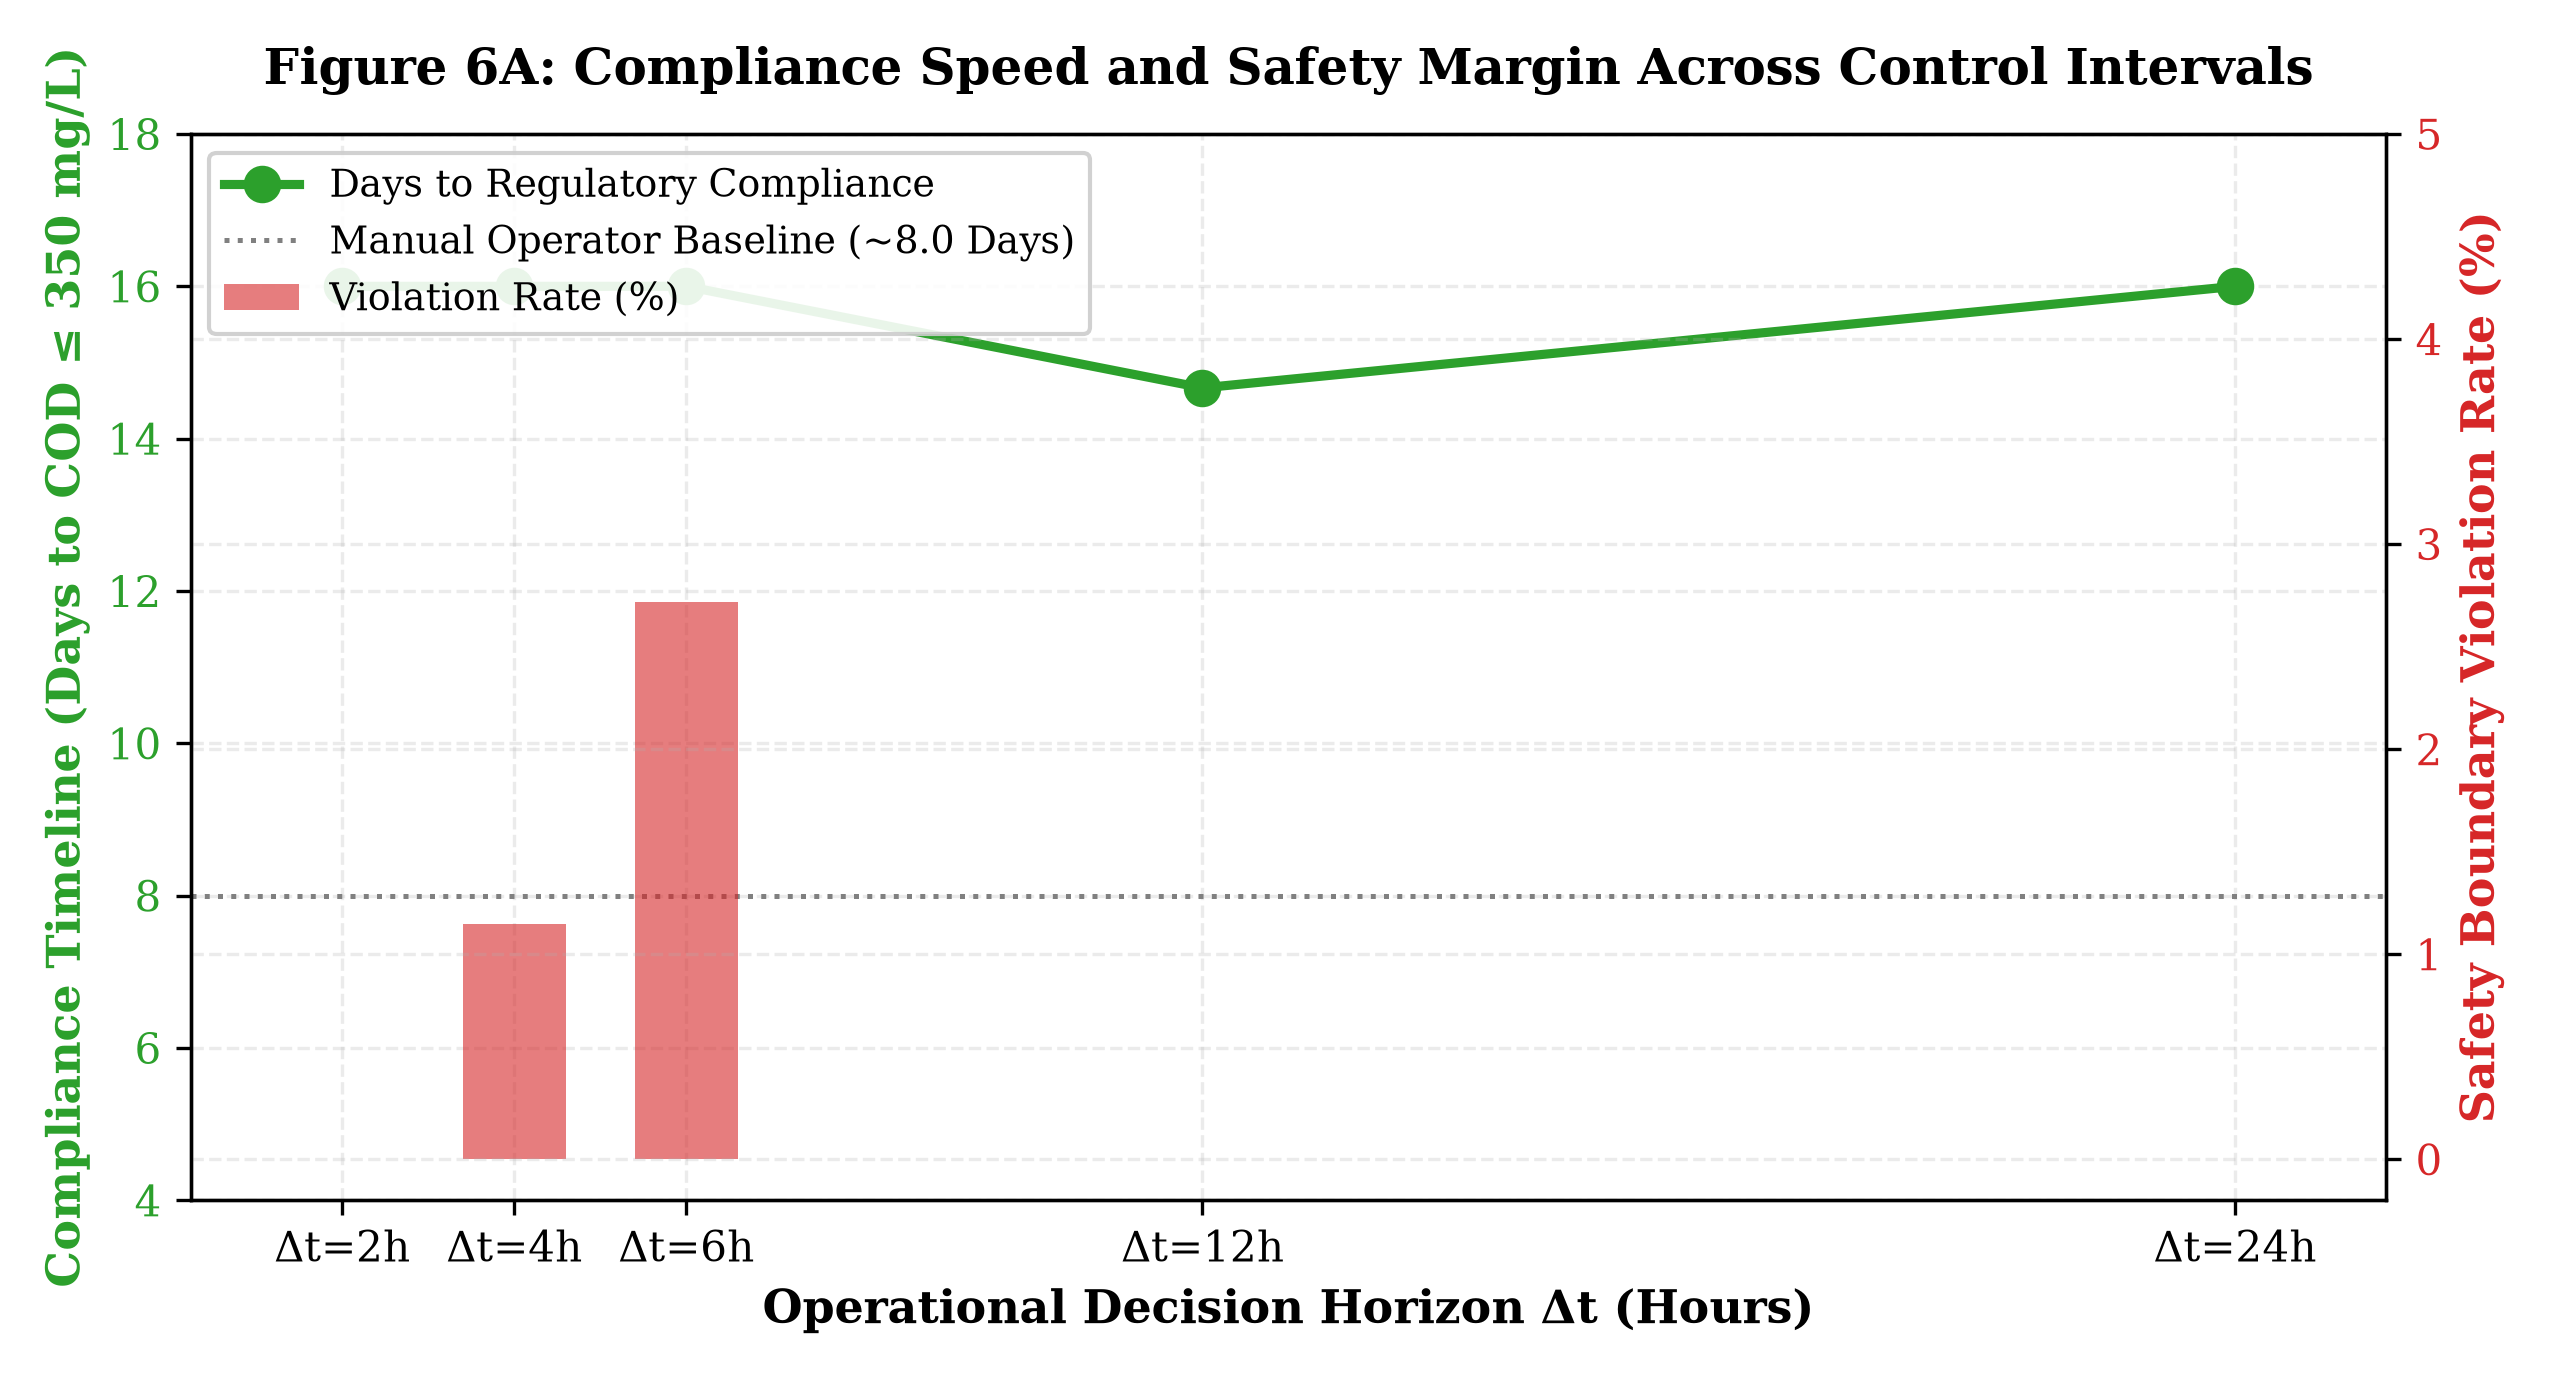 Figure 6A: Compliance Speed and Safety Margin Across Control Intervals
Compliance Timeline (Days to COD ≤ 350 mg/L)
18
16
14
12
10
8
6
4
Days to Regulatory Compliance
Manual Operator Baseline (~8.0 Days)
Violation Rate (%)
5
4
3
2
1
0
Safety Boundary Violation Rate (%)
Δt=2h
Δt=4h
Δt=6h
Δt=12h
Δt=24h
Operational Decision Horizon Δt (Hours)